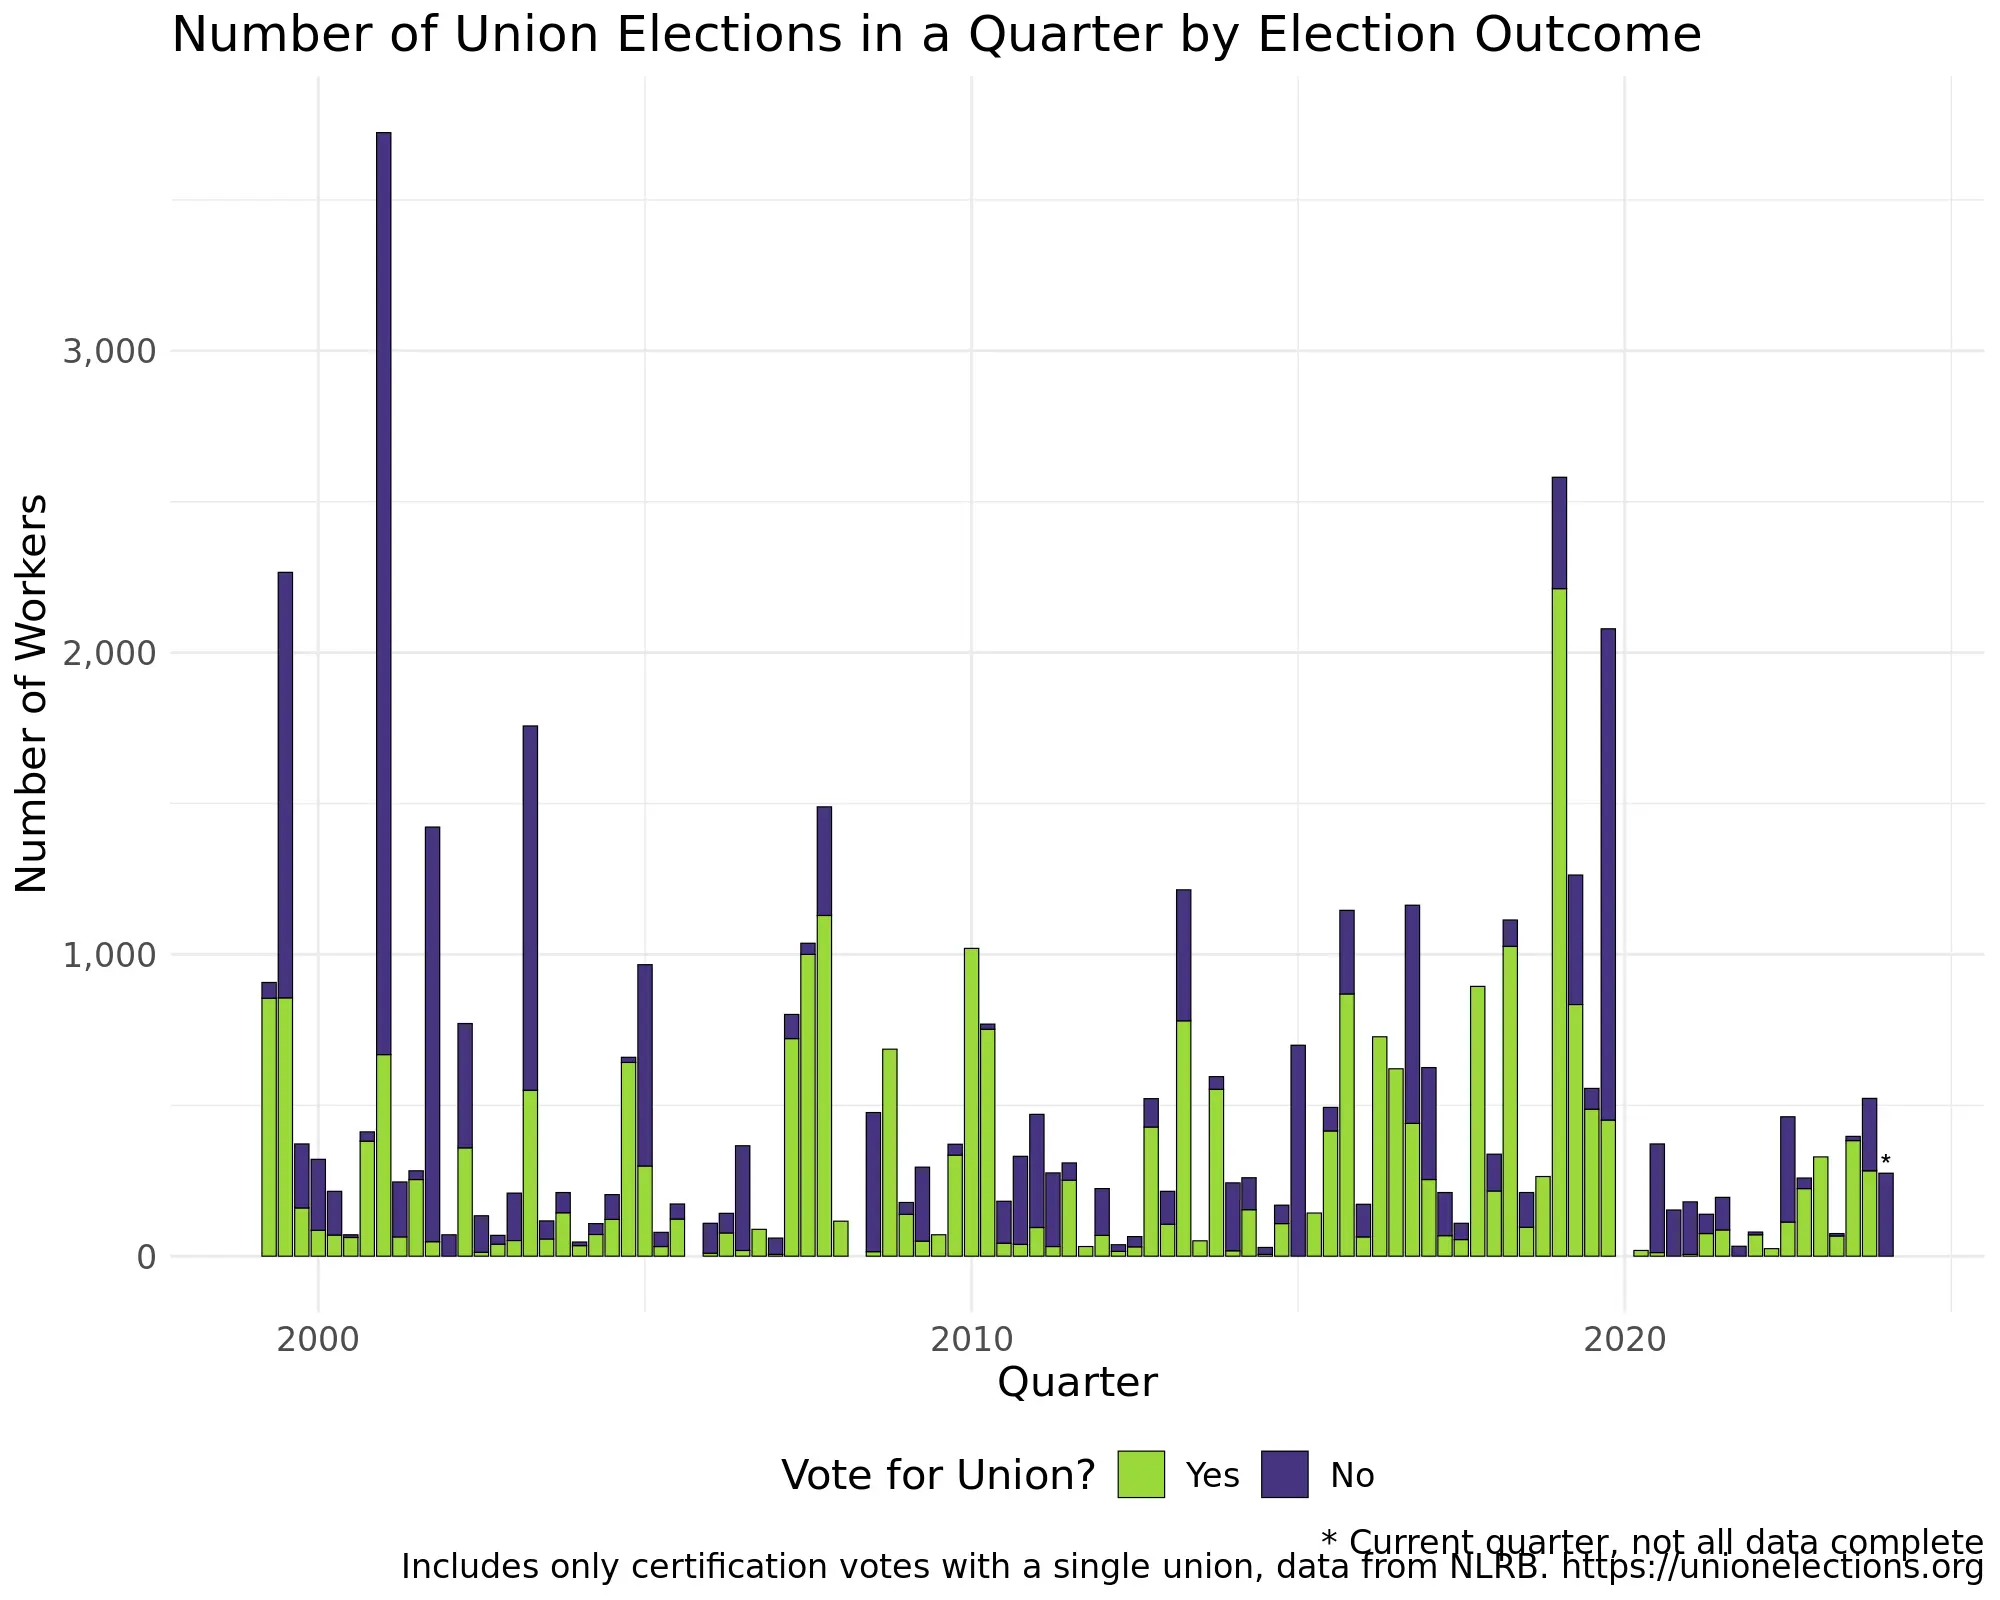 Number of Union Elections in a Quarter by Election Outcome
Number of Workers
3,000
2,000
1,000
0
2000 2010 2020
Quarter
Vote for Union? Yes No
*
* Current quarter, not all data complete
Includes only certification votes with a single union, data from NLRB. https://unionelections.org